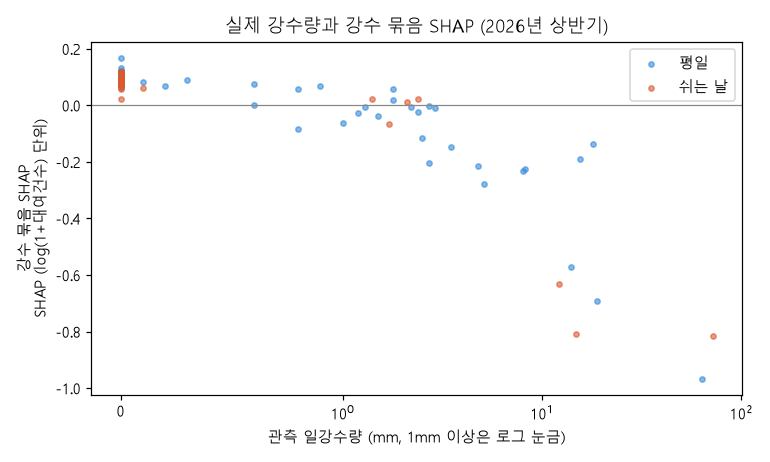 실제 강수량과 강수 묶음 SHAP (2026년 상반기)
평일
쉬는 날
0.2
0.0
-0.2
-0.4
-0.6
-0.8
-1.0
강수 묶음 SHAP
SHAP (log(1+대여건수) 단위)
0
10⁰
10¹
10²
관측 일강수량 (mm, 1mm 이상은 로그 눈금)